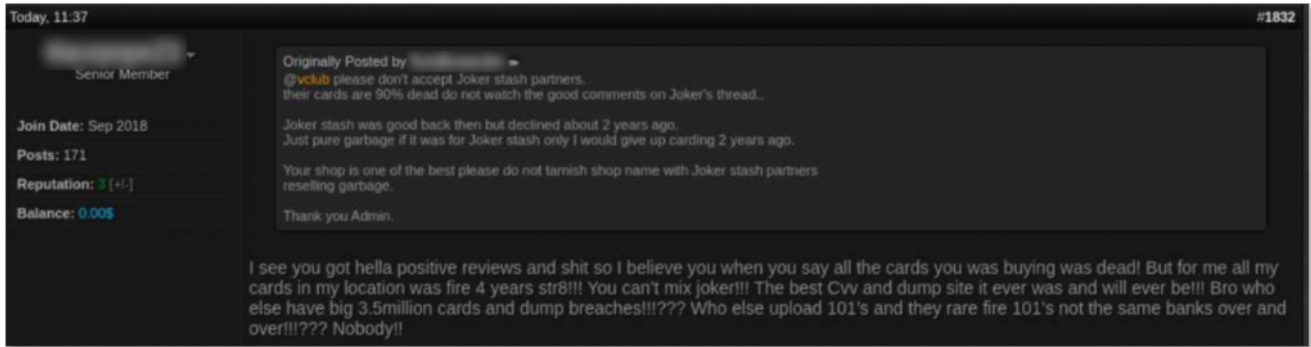 Today, 11:37
#1832
Senior Member
Join Date: Sep 2018
Posts: 171
Reputation: 3 [+/-]
Balance: 0.00$
Originally Posted by
@vclub please don't accept Joker stash partners.
their cards are 90% dead do not watch the good comments on Joker's thread..
Joker stash was good back then but declined about 2 years ago.
Just pure garbage if it was for Joker stash only I would give up carding 2 years ago.
Your shop is one of the best please do not tarnish shop name with Joker stash partners
reselling garbage.
Thank you Admin.
I see you got hella positive reviews and shit so I believe you when you say all the cards you was buying was dead! But for me all my
cards in my location was fire 4 years str8!!! You can't mix joker!!! The best Cvv and dump site it ever was and will ever be!!! Bro who
else have big 3.5million cards and dump breaches!!!??? Who else upload 101's and they rare fire 101's not the same banks over and
over!!!??? Nobody!!